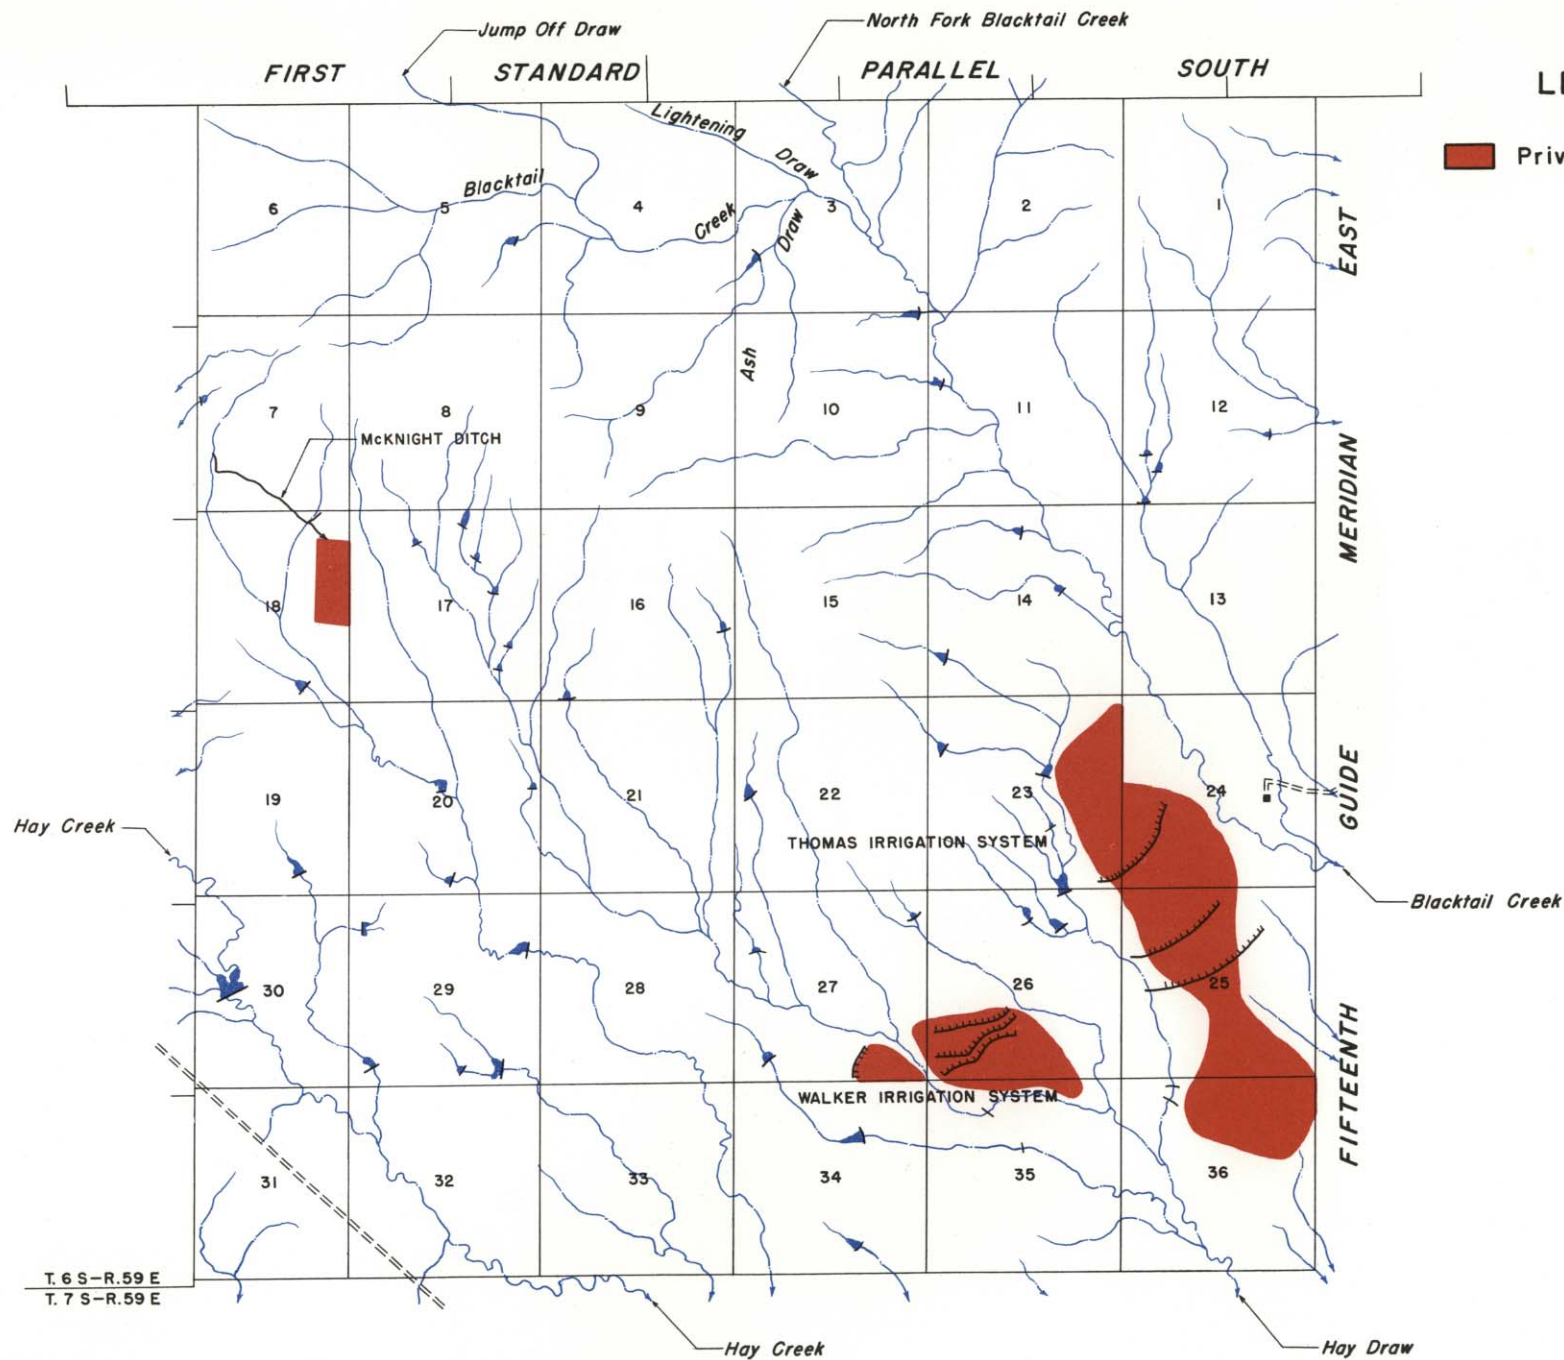 Jump Off Draw
North Fork Blacktail Creek
FIRST STANDARD PARALLEL SOUTH
Lightening Draw
Blacktail Creek
Draw
6 5 4 3 2 1
EAST
Ash
7 8 9 10 11 12
McKNIGHT DITCH
MERIDIAN
18 17 16 15 14 13
19 20 21 22 23 24
GUIDE
Hay Creek
THOMAS IRRIGATION SYSTEM
Blacktail Creek
30 29 28 27 26 25
WALKER IRRIGATION SYSTEM
FIFTEENTH
31 32 33 34 35 36
T. 6 S-R. 59 E
T. 7 S-R. 59 E
Hay Creek
Hay Draw